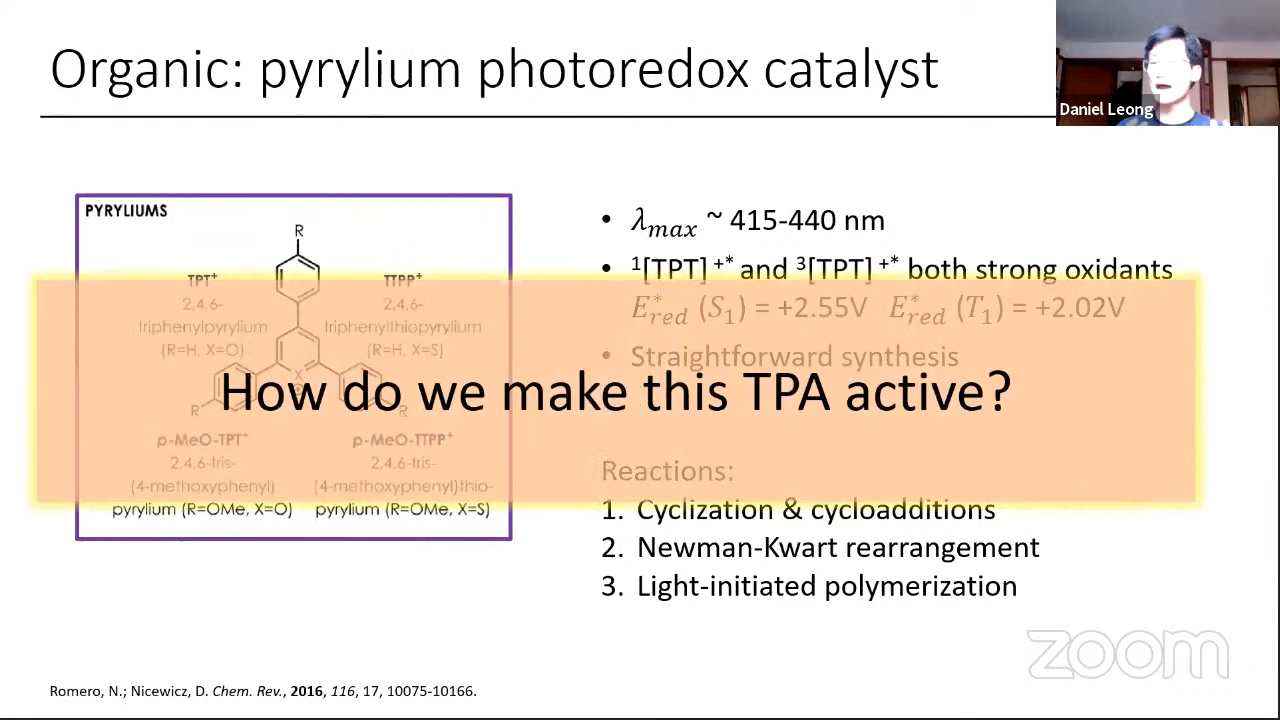 Organic: pyrylium photoredox catalyst
Daniel Leong
PYRYLIUMS
R
TPT⁺
2,4,6-
triphenylpyrylium
(R=H, X=O)
TTPP⁺
2,4,6-
triphenylthiopyrylium
(R=H, X=S)
X
R
R
p-MeO-TPT⁺
2,4,6-tris-
(4-methoxyphenyl)
pyrylium (R=OMe, X=O)
p-MeO-TTPP⁺
2,4,6-tris-
(4-methoxyphenyl)thio-
pyrylium (R=OMe, X=S)
• λmax ~ 415-440 nm
• ¹[TPT]⁺* and ³[TPT]⁺* both strong oxidants
E*red (S₁) = +2.55V E*red (T₁) = +2.02V
• Straightforward synthesis
How do we make this TPA active?
Reactions:
1. Cyclization & cycloadditions
2. Newman-Kwart rearrangement
3. Light-initiated polymerization
zoom
Romero, N.; Nicewicz, D. Chem. Rev., 2016, 116, 17, 10075-10166.